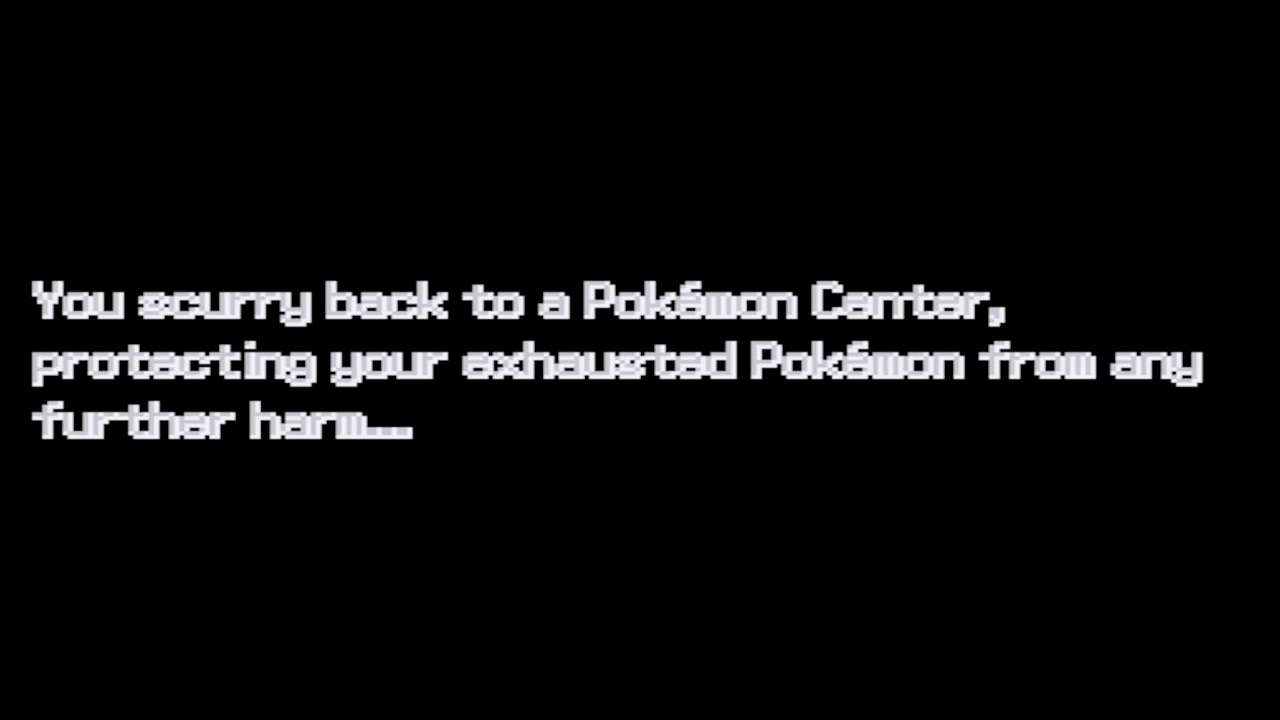 You scurry back to a Pokémon Center,
protecting your exhausted Pokémon from any
further harm...